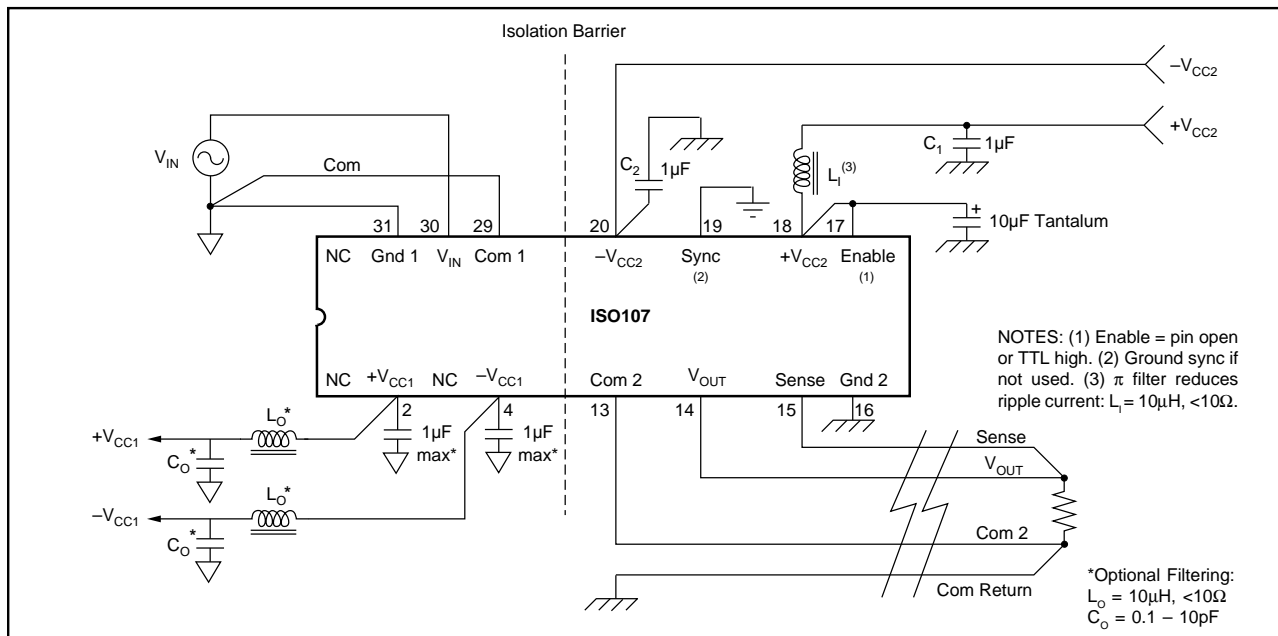 Isolation Barrier
–VCC2
+VCC2
C1
1µF
VIN
Com
C2
1µF
LI(3)
+
10µF Tantalum
31
30
29
20
19
18
17
NC
Gnd 1
VIN
Com 1
–VCC2
Sync
(2)
+VCC2
Enable
(1)
ISO107
NC
+VCC1
NC
–VCC1
Com 2
VOUT
Sense
Gnd 2
2
4
13
14
15
16
NOTES: (1) Enable = pin open
or TTL high. (2) Ground sync if
not used. (3) π filter reduces
ripple current: LI = 10µH, <10Ω.
LO*
+VCC1
CO*
1µF
max*
1µF
max*
LO*
–VCC1
CO*
Sense
VOUT
Com 2
Com Return
*Optional Filtering:
LO = 10µH, <10Ω
CO = 0.1 – 10pF